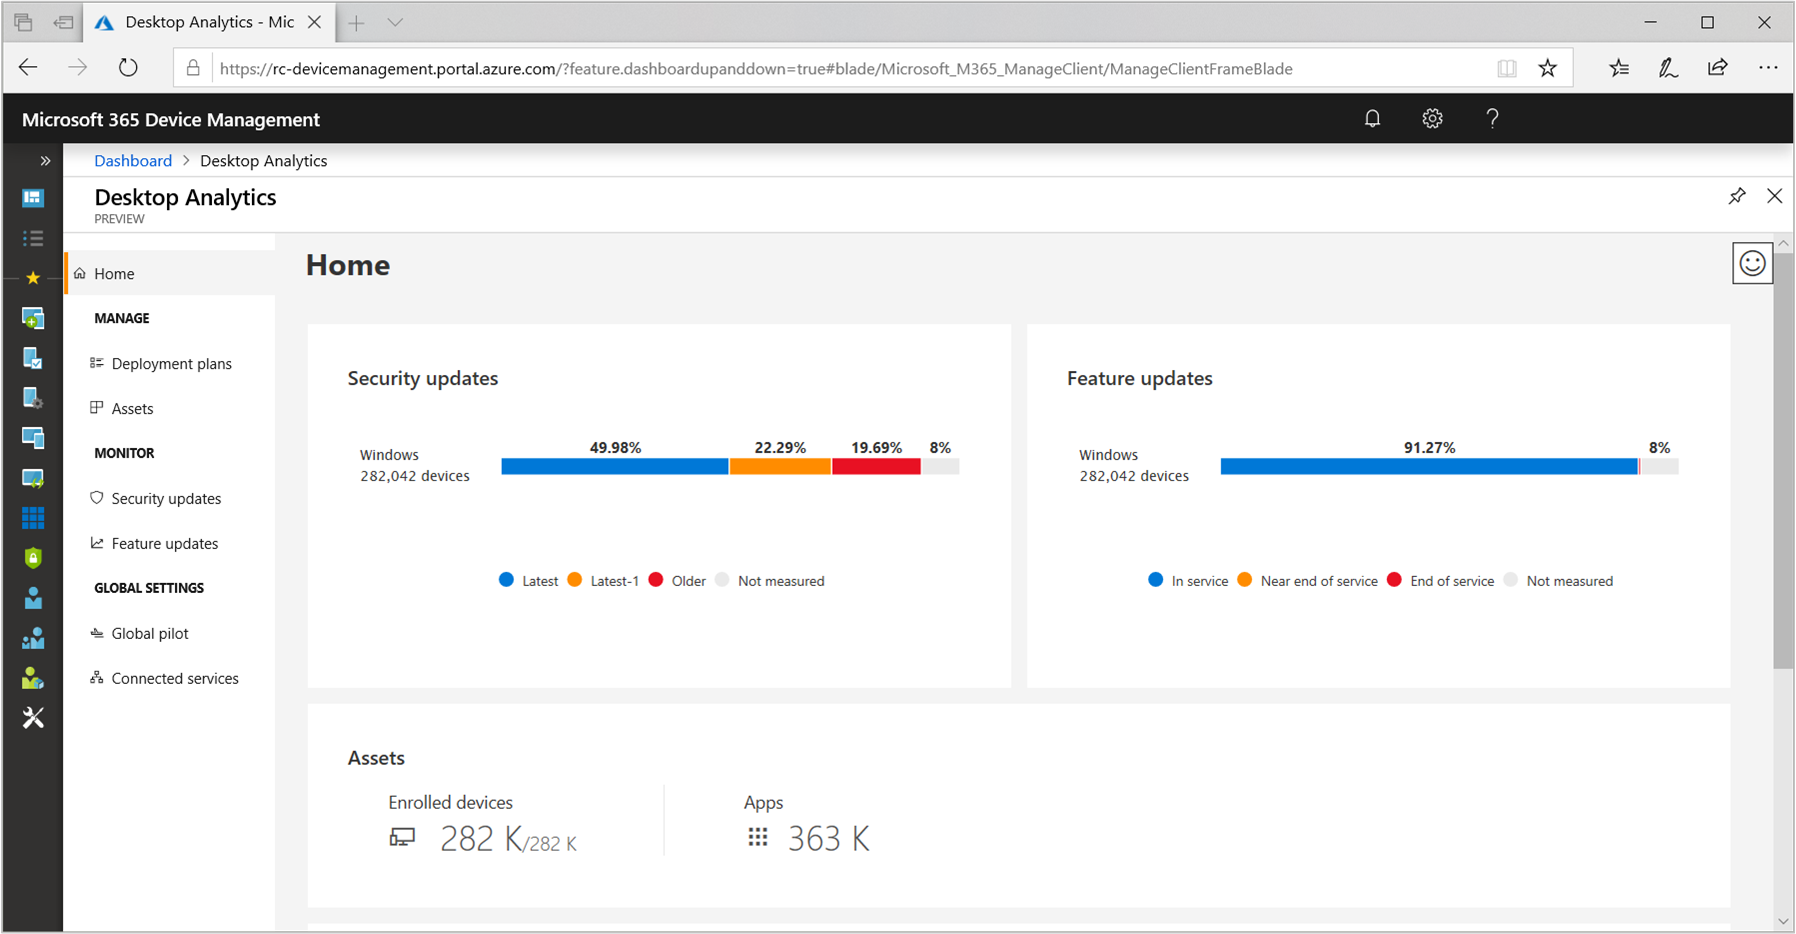 Desktop Analytics - Mic
https://rc-devicemanagement.portal.azure.com/?feature.dashboardupanddown=true#blade/Microsoft_M365_ManageClient/ManageClientFrameBlade
Microsoft 365 Device Management
Dashboard > Desktop Analytics
Desktop Analytics
PREVIEW
Home
MANAGE
Deployment plans
Assets
MONITOR
Security updates
Feature updates
GLOBAL SETTINGS
Global pilot
Connected services
Home
Security updates
49.98% 22.29% 19.69% 8%
Windows
282,042 devices
Latest Latest-1 Older Not measured
Feature updates
91.27% 8%
Windows
282,042 devices
In service Near end of service End of service Not measured
Assets
Enrolled devices
282 K/282 K
Apps
363 K